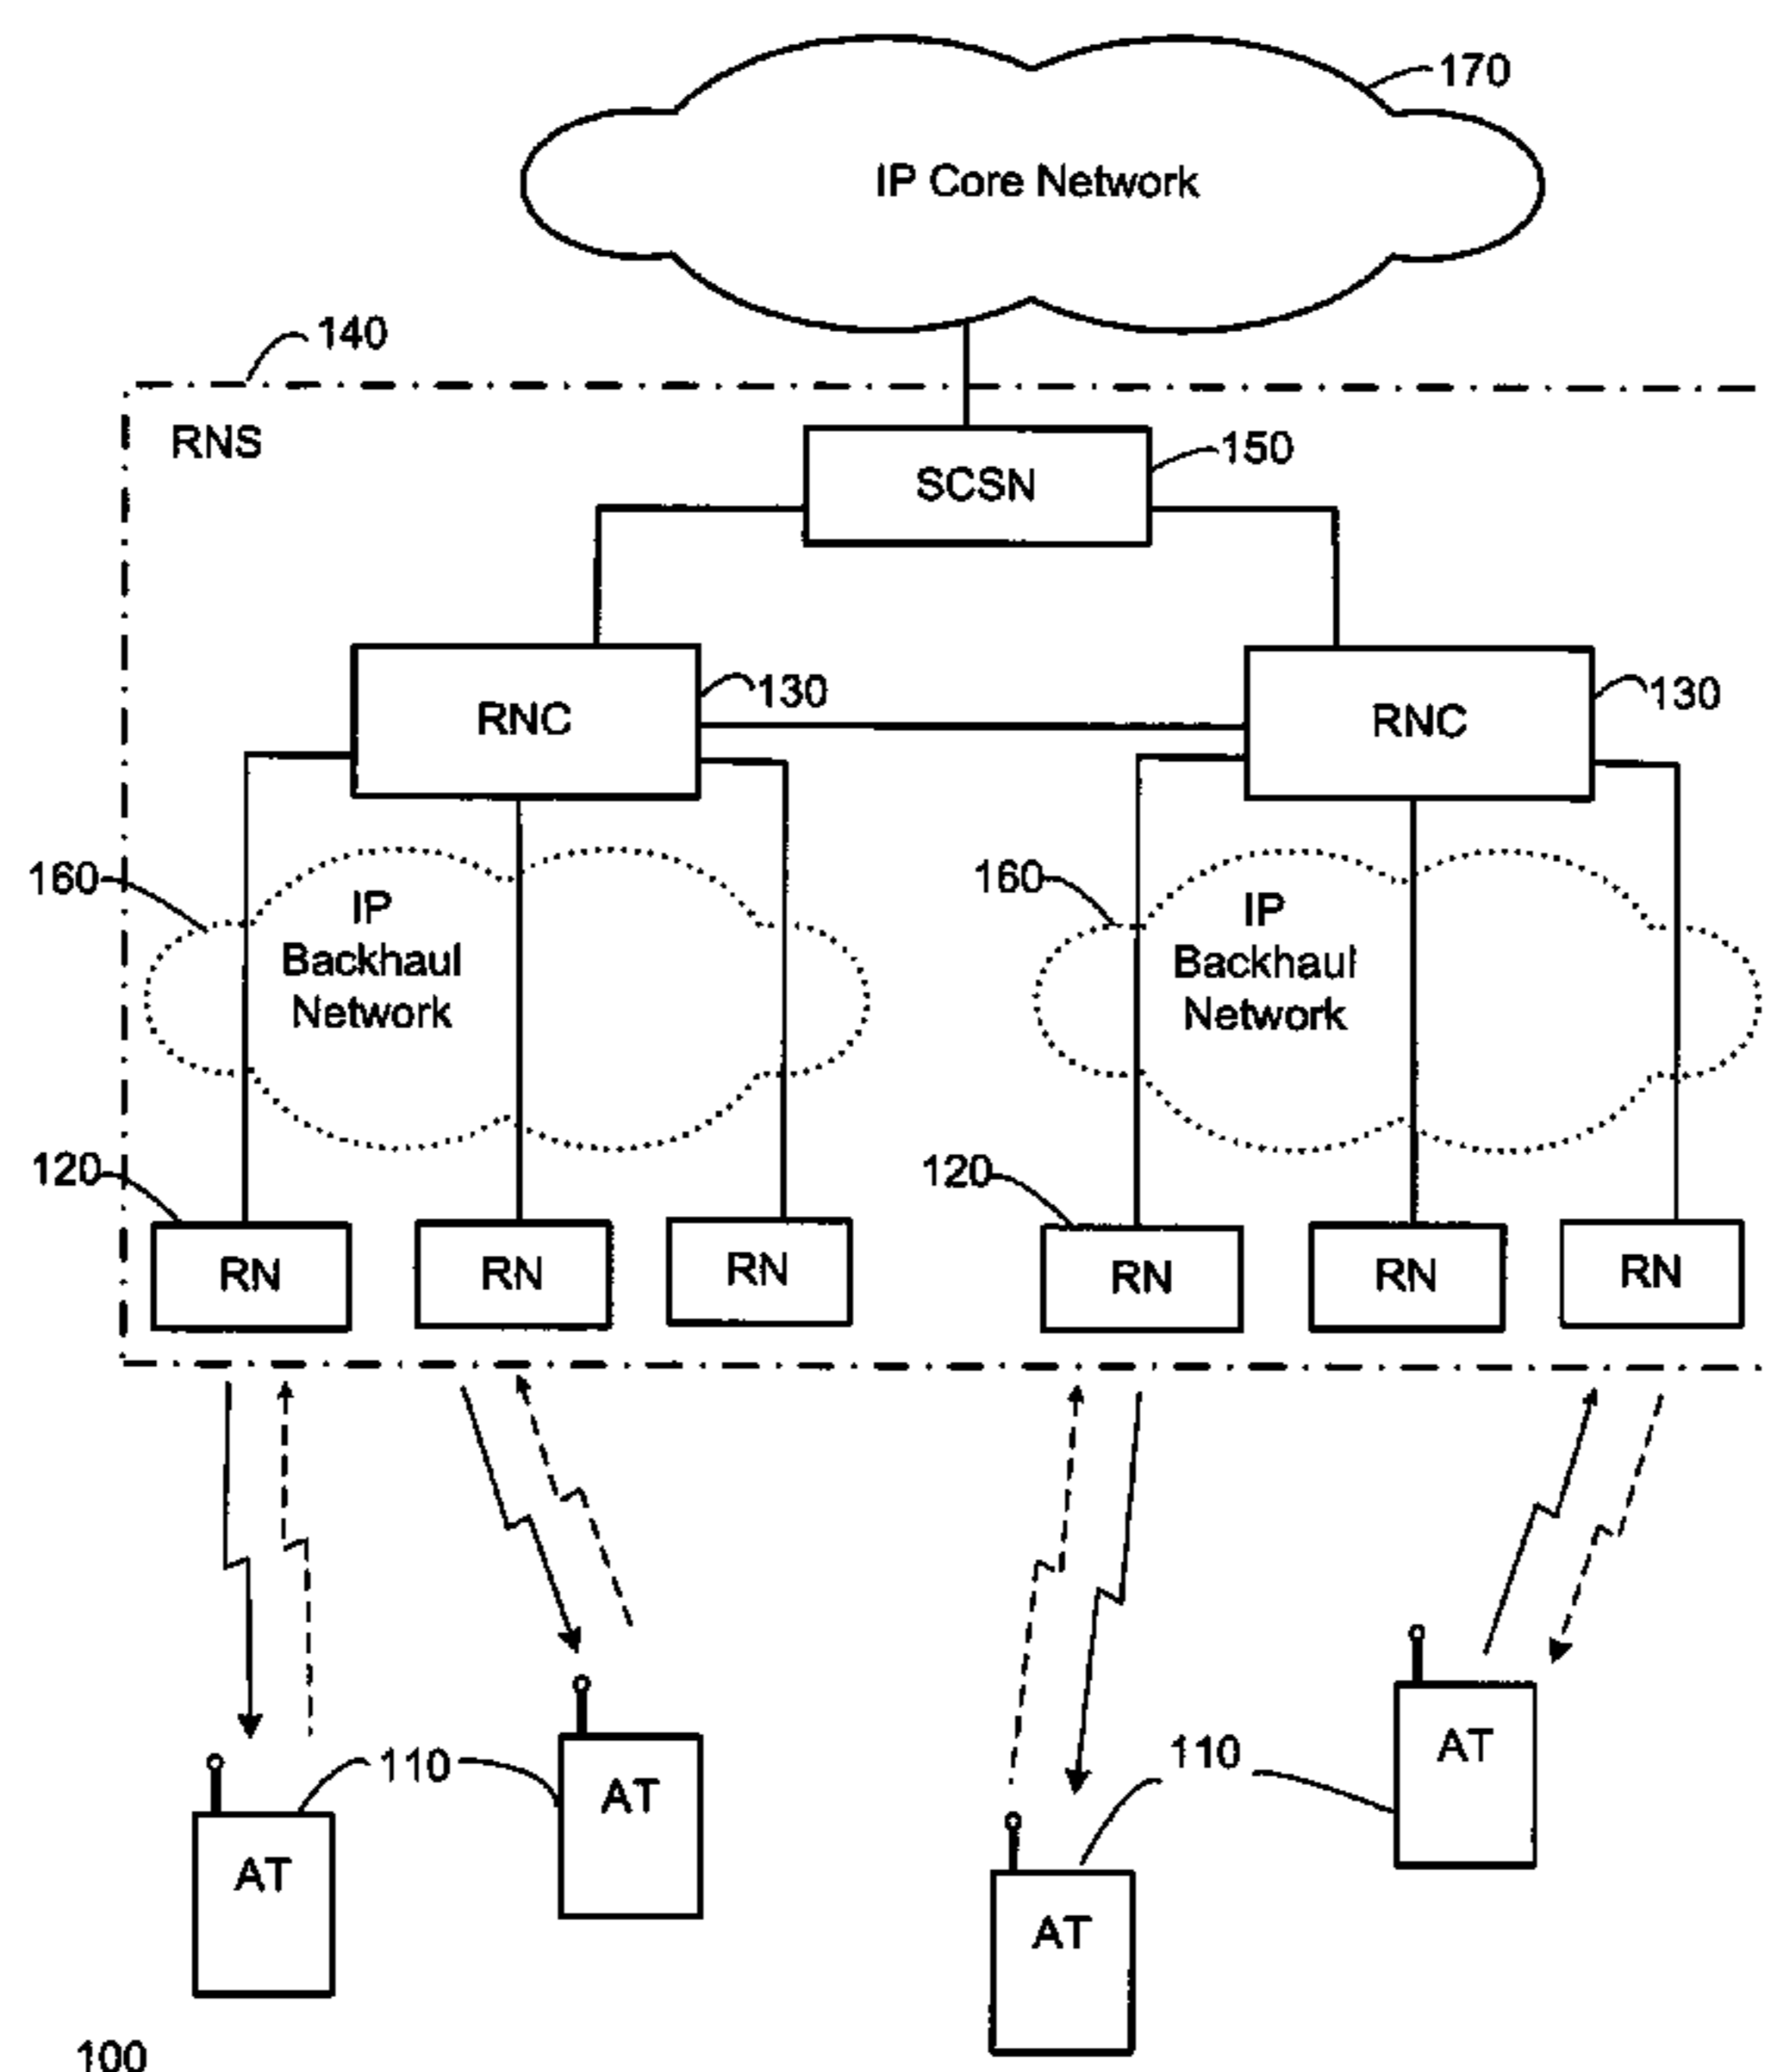 170
IP Core Network
140
RNS
150
SCSN
RNC
130
RNC
130
160
IP
Backhaul
Network
160
IP
Backhaul
Network
120
120
RN
RN
RN
RN
RN
RN
110
AT
110
AT
AT
AT
100